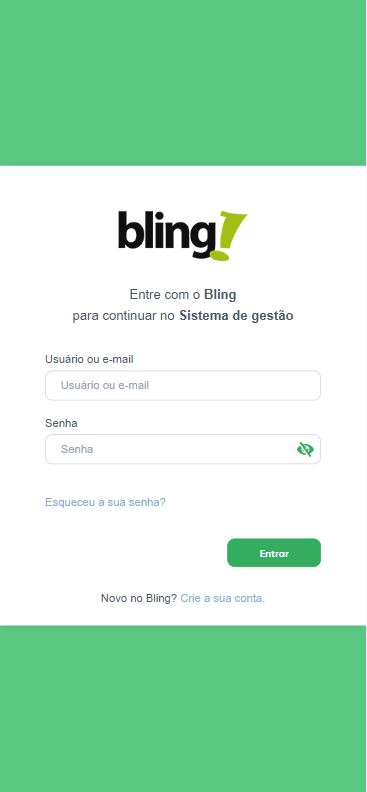 bling!
Entre com o Bling
para continuar no Sistema de gestão
Usuário ou e-mail
Usuário ou e-mail
Senha
Senha
Esqueceu a sua senha?
Entrar
Novo no Bling? Crie a sua conta.